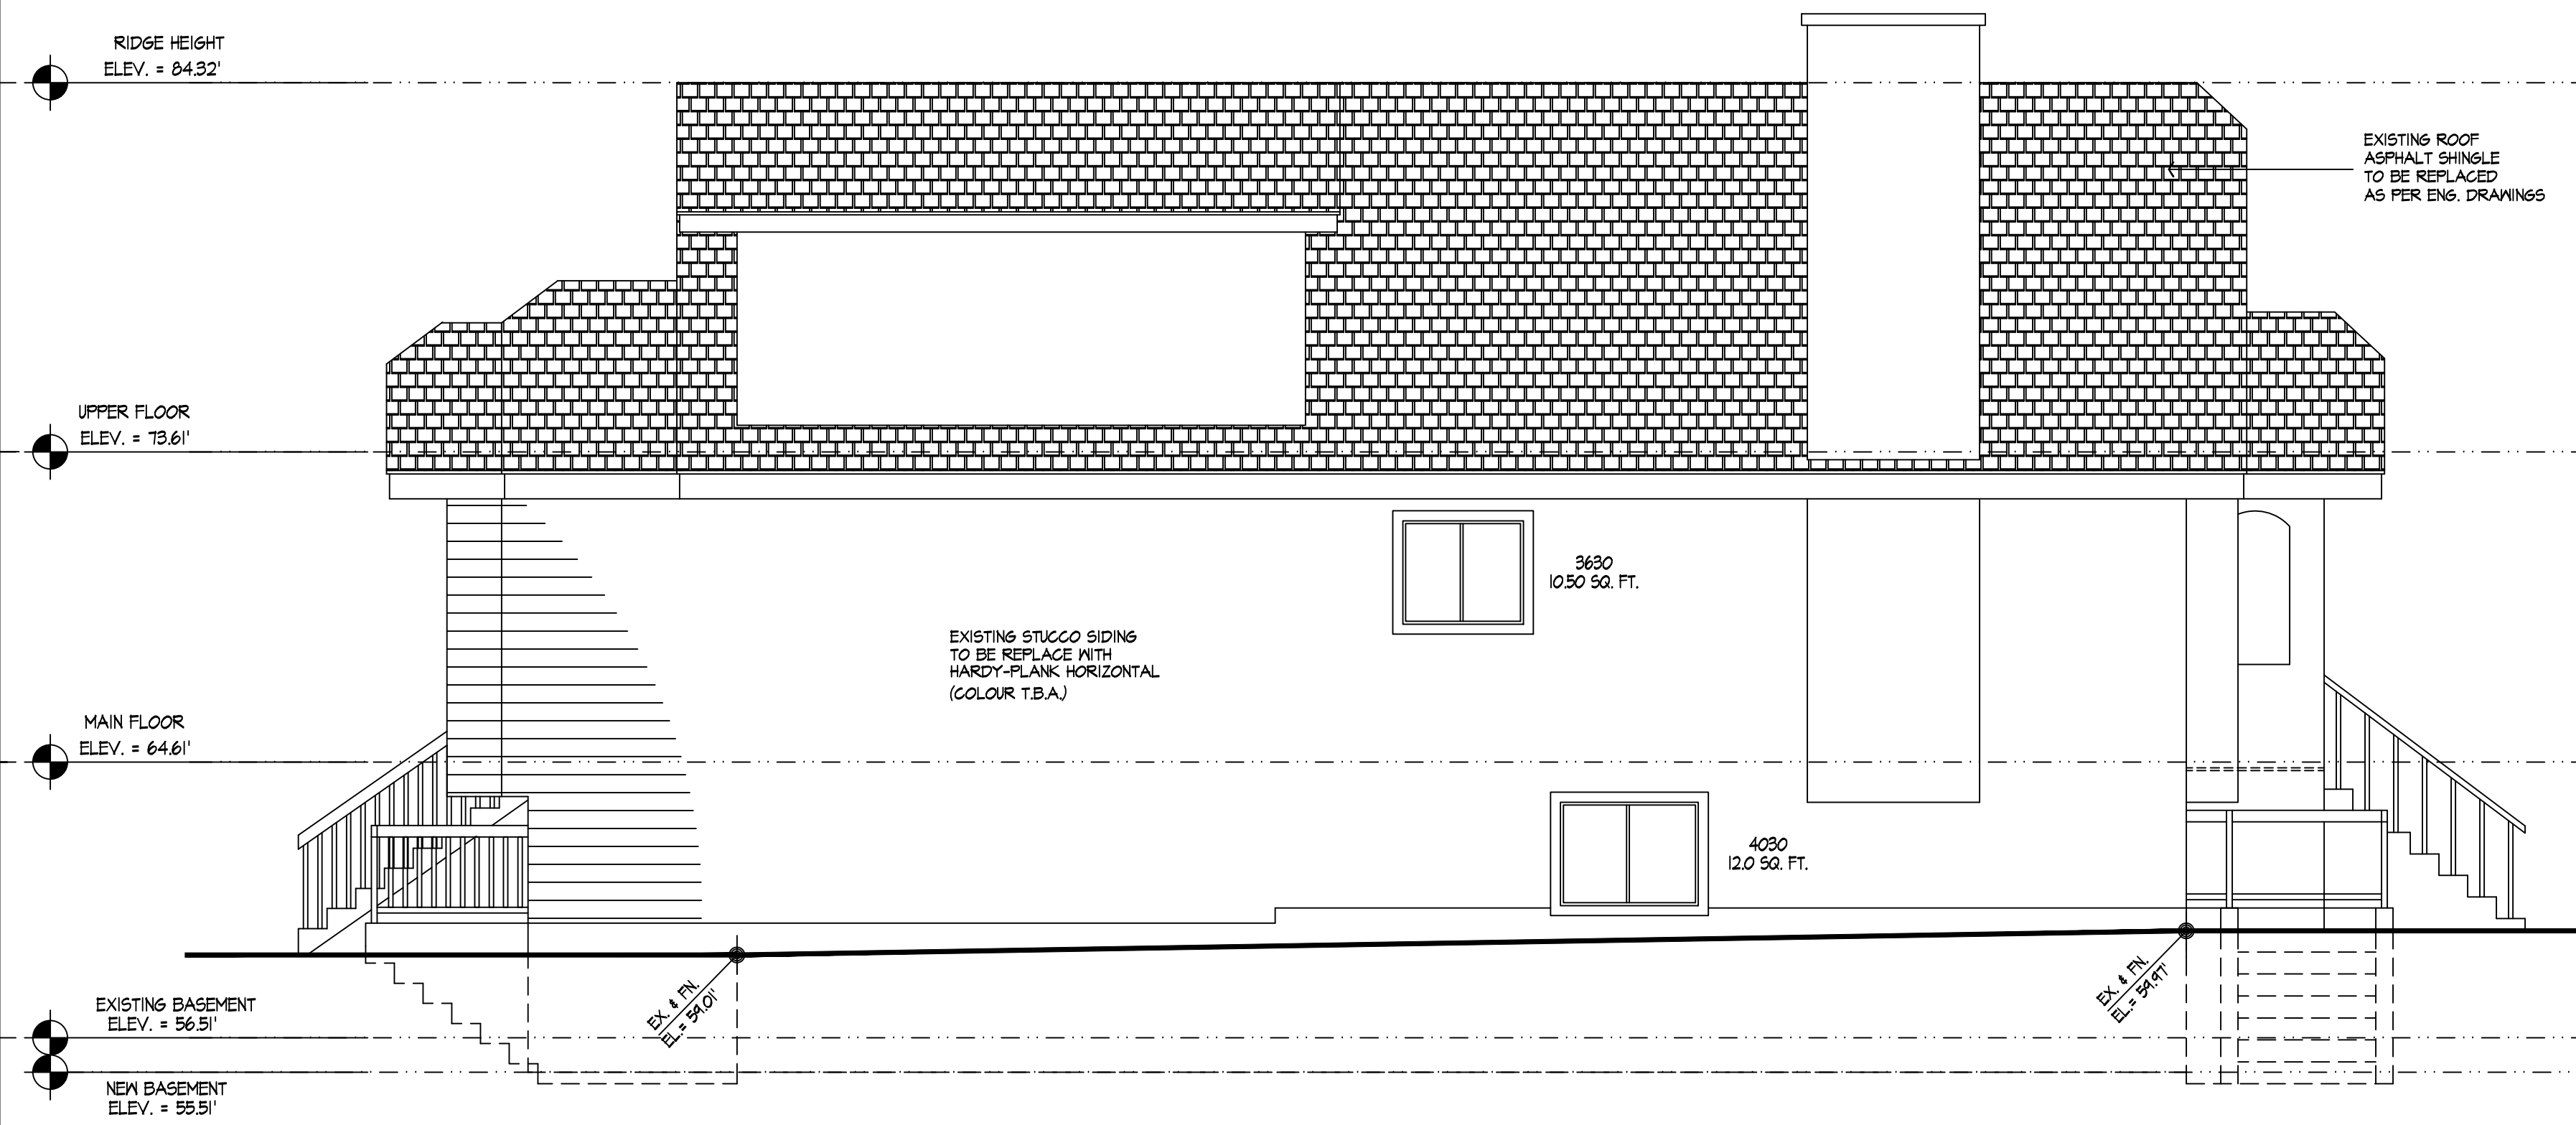 RIDGE HEIGHT
ELEV. = 84.32'
EXISTING ROOF
ASPHALT SHINGLE
TO BE REPLACED
AS PER ENG. DRAWINGS
UPPER FLOOR
ELEV. = 73.61'
3630
10.50 SQ. FT.
EXISTING STUCCO SIDING
TO BE REPLACE WITH
HARDY-PLANK HORIZONTAL
(COLOUR T.B.A.)
MAIN FLOOR
ELEV. = 64.61'
4030
12.0 SQ. FT.
EX. & FN.
EL.= 59.01'
EX. & FN.
EL.= 59.97'
EXISTING BASEMENT
ELEV. = 56.51'
NEW BASEMENT
ELEV. = 55.51'